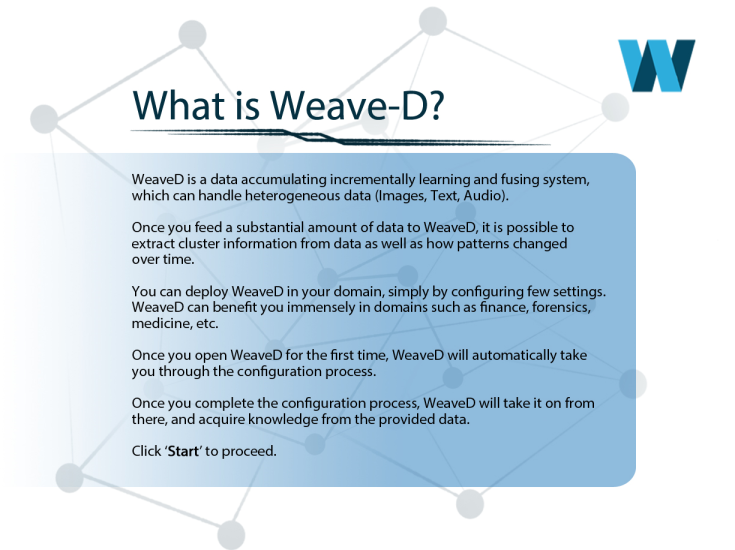 What is Weave-D?
WeaveD is a data accumulating incrementally learning and fusing system,
which can handle heterogeneous data (Images, Text, Audio).
Once you feed a substantial amount of data to WeaveD, it is possible to
extract cluster information from data as well as how patterns changed
over time.
You can deploy WeaveD in your domain, simply by configuring few settings.
WeaveD can benefit you immensely in domains such as finance, forensics,
medicine, etc.
Once you open WeaveD for the first time, WeaveD will automatically take
you through the configuration process.
Once you complete the configuration process, WeaveD will take it on from
there, and acquire knowledge from the provided data.
Click ‘Start’ to proceed.